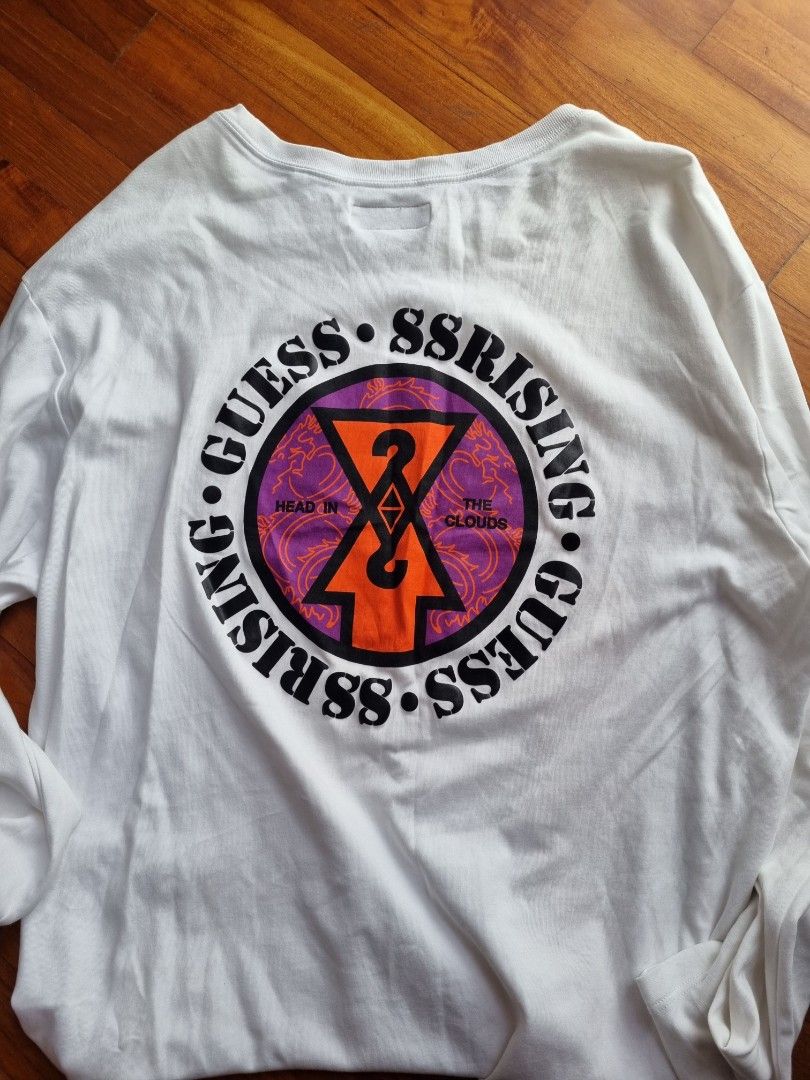 GUESS • 88RISING • GUESS • 88RISING •
HEAD IN
THE
CLOUDS
?
?